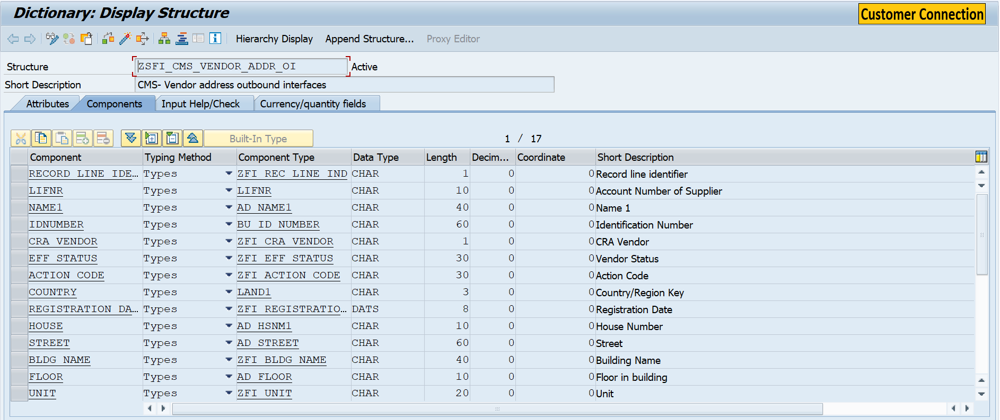 Dictionary: Display Structure
Customer Connection
Hierarchy Display Append Structure... Proxy Editor
Structure ZSFI_CMS_VENDOR_ADDR_OI Active
Short Description CMS- Vendor address outbound interfaces
Attributes Components Input Help/Check Currency/quantity fields
Built-In Type 1 / 17
Component Typing Method Component Type Data Type Length Decim... Coordinate Short Description
RECORD_LINE_IDE... Types ZFI_REC_LINE_IND CHAR 1 0 0 Record line identifier
LIFNR Types LIFNR CHAR 10 0 0 Account Number of Supplier
NAME1 Types AD_NAME1 CHAR 40 0 0 Name 1
IDNUMBER Types BU_ID_NUMBER CHAR 60 0 0 Identification Number
CRA_VENDOR Types ZFI_CRA_VENDOR CHAR 1 0 0 CRA Vendor
EFF_STATUS Types ZFI_EFF_STATUS CHAR 30 0 0 Vendor Status
ACTION_CODE Types ZFI_ACTION_CODE CHAR 30 0 0 Action Code
COUNTRY Types LAND1 CHAR 3 0 0 Country/Region Key
REGISTRATION_DA... Types ZFI_REGISTRATIO... DATS 8 0 0 Registration Date
HOUSE Types AD_HSNM1 CHAR 10 0 0 House Number
STREET Types AD_STREET CHAR 60 0 0 Street
BLDG_NAME Types ZFI_BLDG_NAME CHAR 40 0 0 Building Name
FLOOR Types AD_FLOOR CHAR 10 0 0 Floor in building
UNIT Types ZFI_UNIT CHAR 20 0 0 Unit